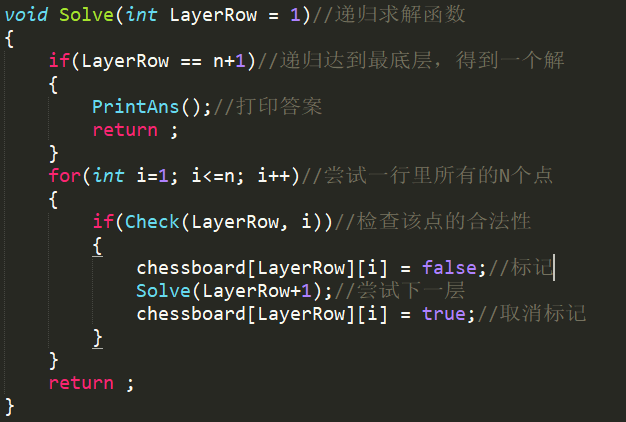 void Solve(int LayerRow = 1)//递归求解函数
{
    if(LayerRow == n+1)//递归达到最底层，得到一个解
    {
        PrintAns();//打印答案
        return ;
    }
    for(int i=1; i<=n; i++)//尝试一行里所有的N个点
    {
        if(Check(LayerRow, i))//检查该点的合法性
        {
            chessboard[LayerRow][i] = false;//标记
            Solve(LayerRow+1);//尝试下一层
            chessboard[LayerRow][i] = true;//取消标记
        }
    }
    return ;
}